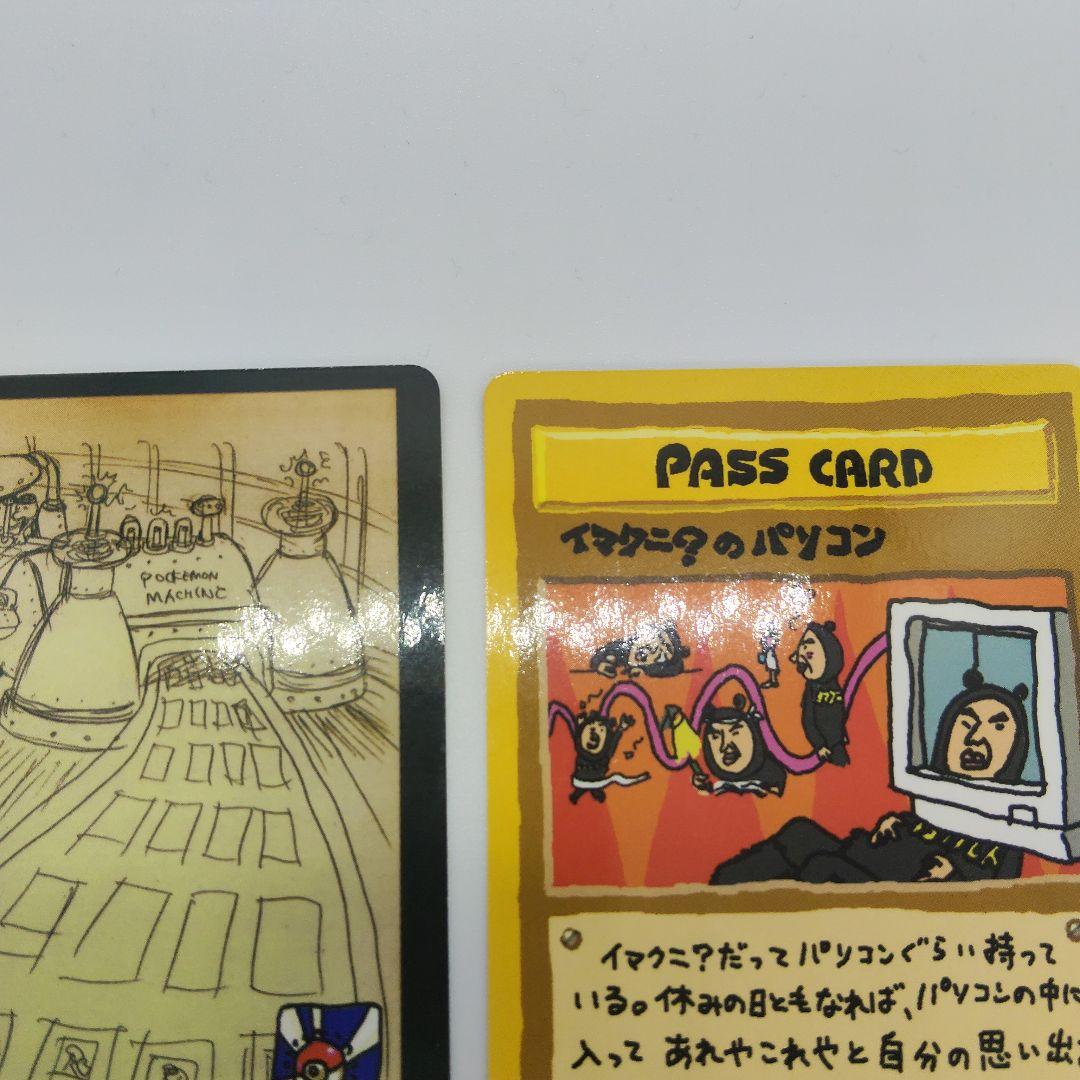 POCKEMON
MACHINE
PASS CARD
イマクニ?のパソコン
イマクニ?だってパソコンぐらい持って
いる。休みの日ともなれば、パソコンの中に
入って あれやこれやと自分の思い出